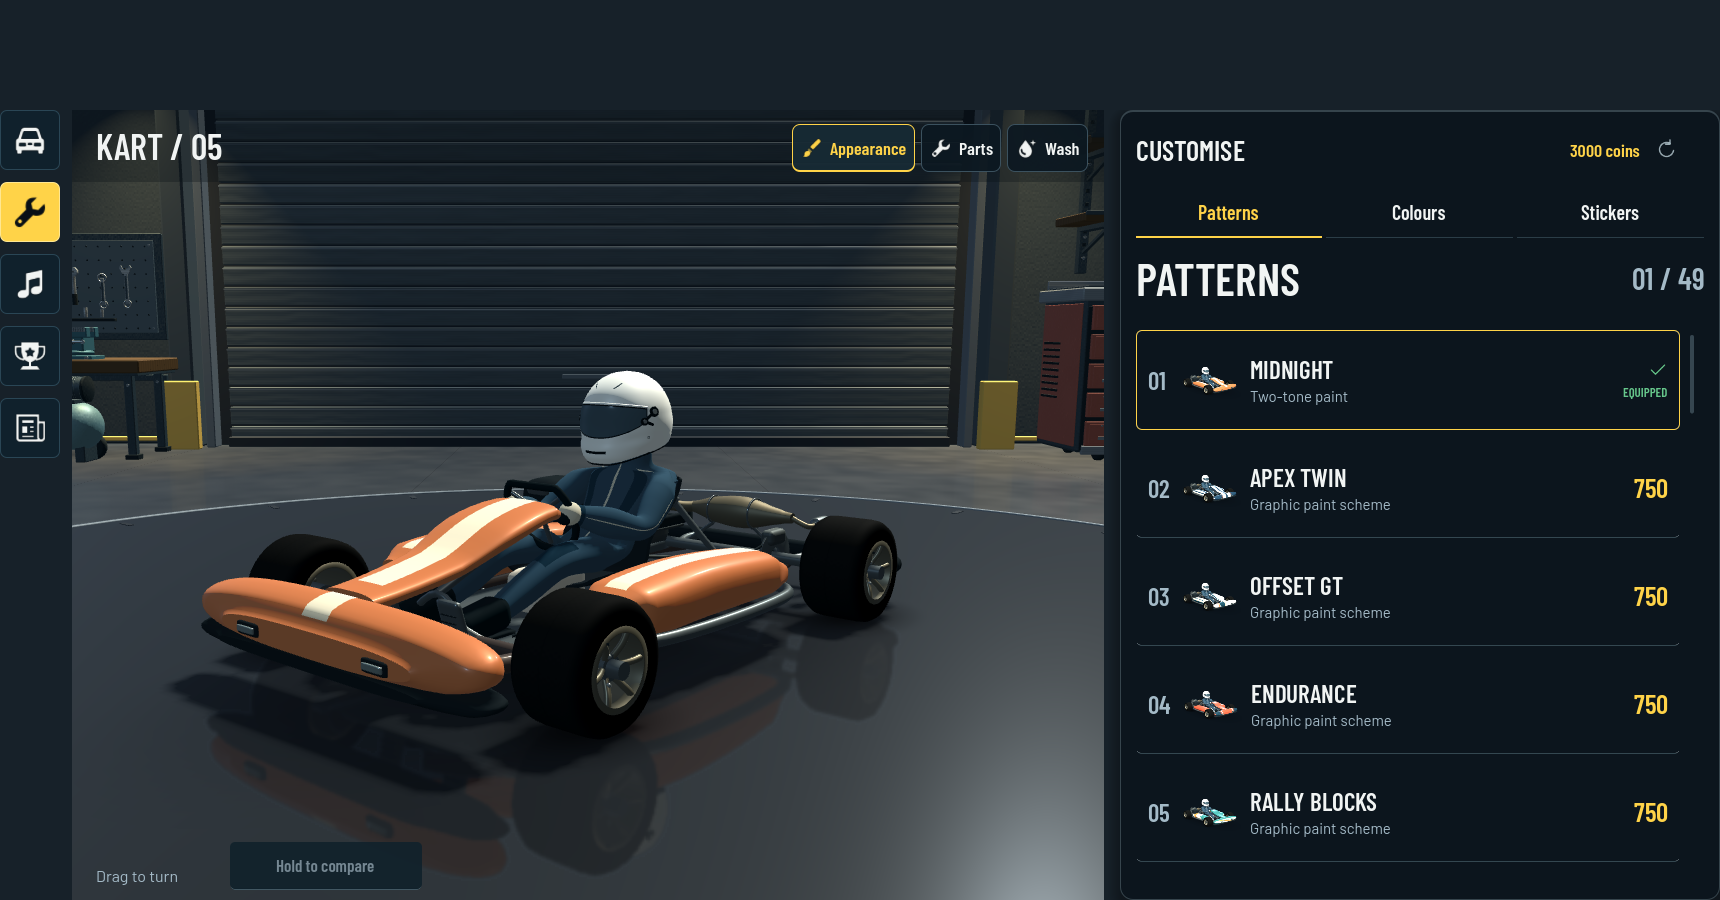 KART / 05
Appearance
Parts
Wash
Drag to turn
Hold to compare
CUSTOMISE
3000 coins
Patterns
Colours
Stickers
PATTERNS
01 / 49
01
MIDNIGHT
Two-tone paint
EQUIPPED
02
APEX TWIN
Graphic paint scheme
750
03
OFFSET GT
Graphic paint scheme
750
04
ENDURANCE
Graphic paint scheme
750
05
RALLY BLOCKS
Graphic paint scheme
750